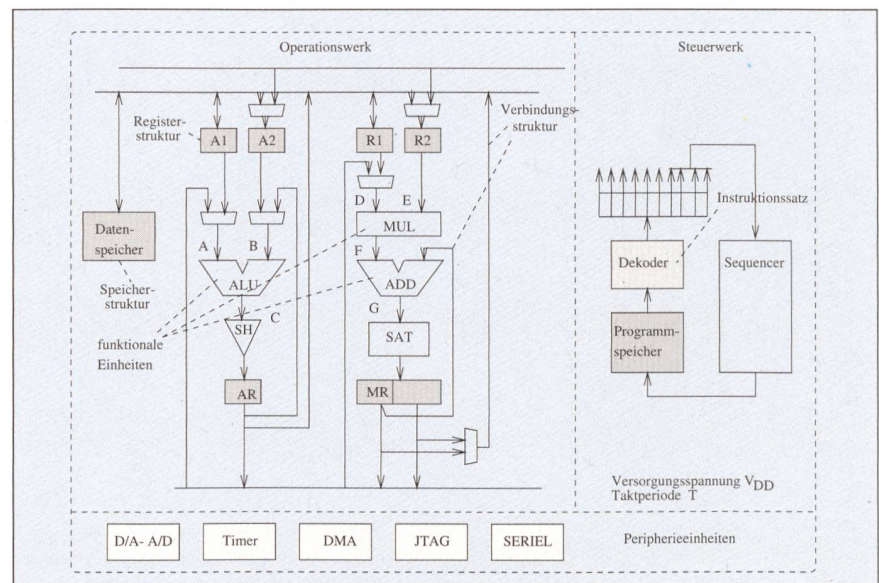 Operationswerk
Steuerwerk
Register-
struktur
Verbindungs-
struktur
A1
A2
R1
R2
Instruktionssatz
D
E
Daten-
speicher
A
B
MUL
F
Dekoder
Sequencer
Speicher-
struktur
ALU
ADD
C
G
SH
SAT
Programm-
speicher
funktionale
Einheiten
AR
MR
Versorgungsspannung VDD
Taktperiode T
D/A- A/D
Timer
DMA
JTAG
SERIEL
Peripherieeinheiten